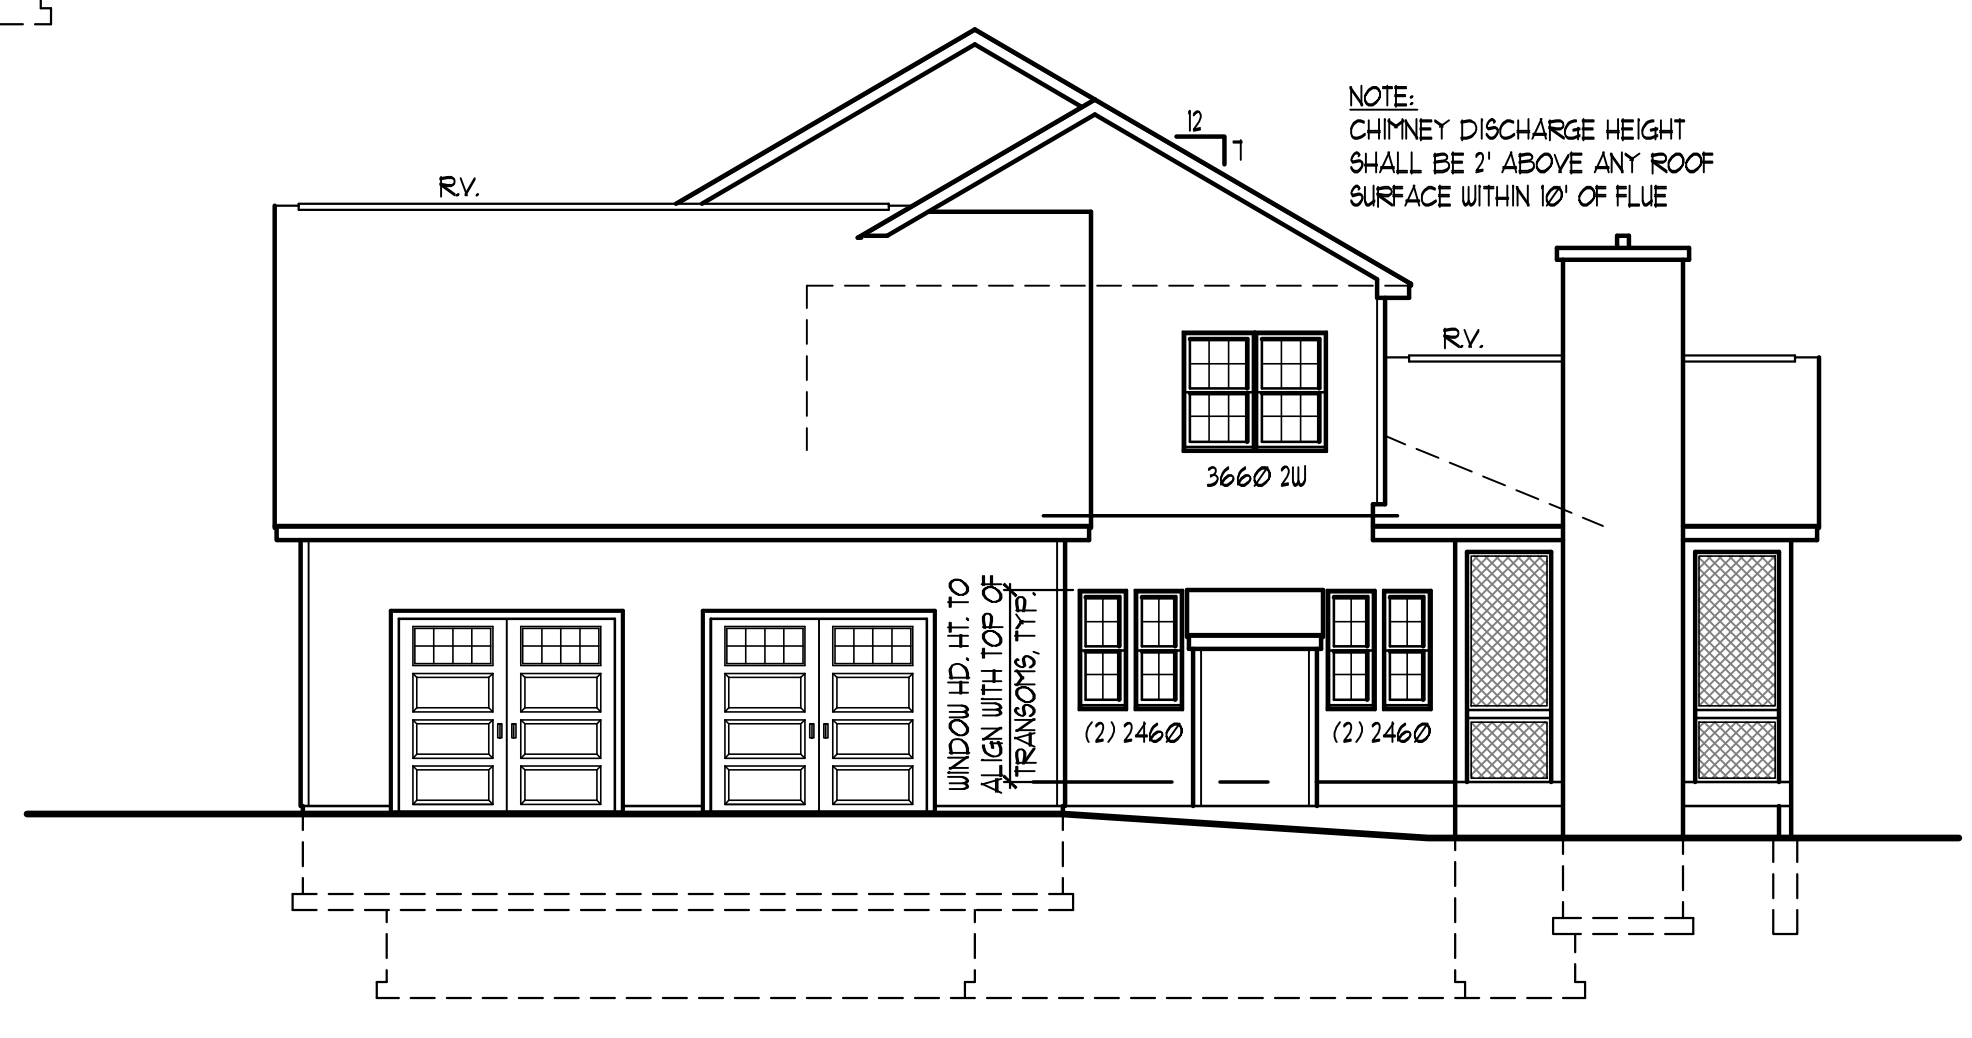 NOTE:
CHIMNEY DISCHARGE HEIGHT
SHALL BE 2' ABOVE ANY ROOF
SURFACE WITHIN 10' OF FLUE
12
7
R.V.
R.V.
3660 2W
WINDOW HD. HT. TO
ALIGN WITH TOP OF
TRANSOMS, TYP.
(2) 2460
(2) 2460